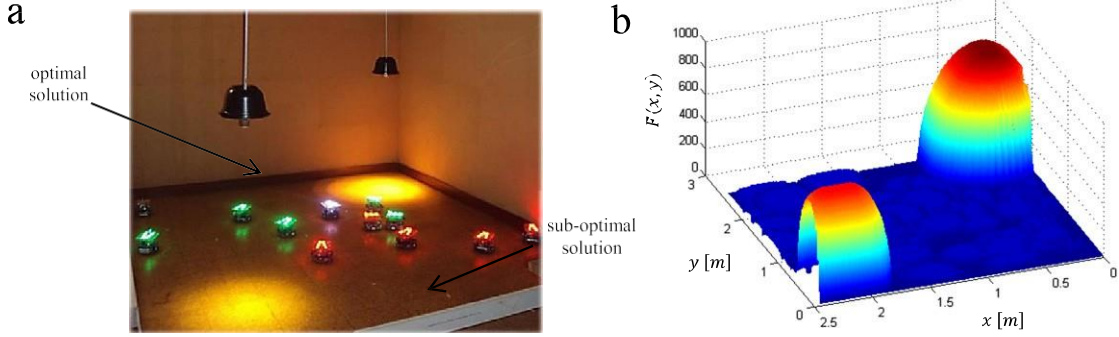 a
optimal
solution
sub-optimal
solution
b
1000
800
600
400
200
0
F(x, y)
3
2
1
0
y [m]
2.5
2
1.5
1
0.5
0
x [m]